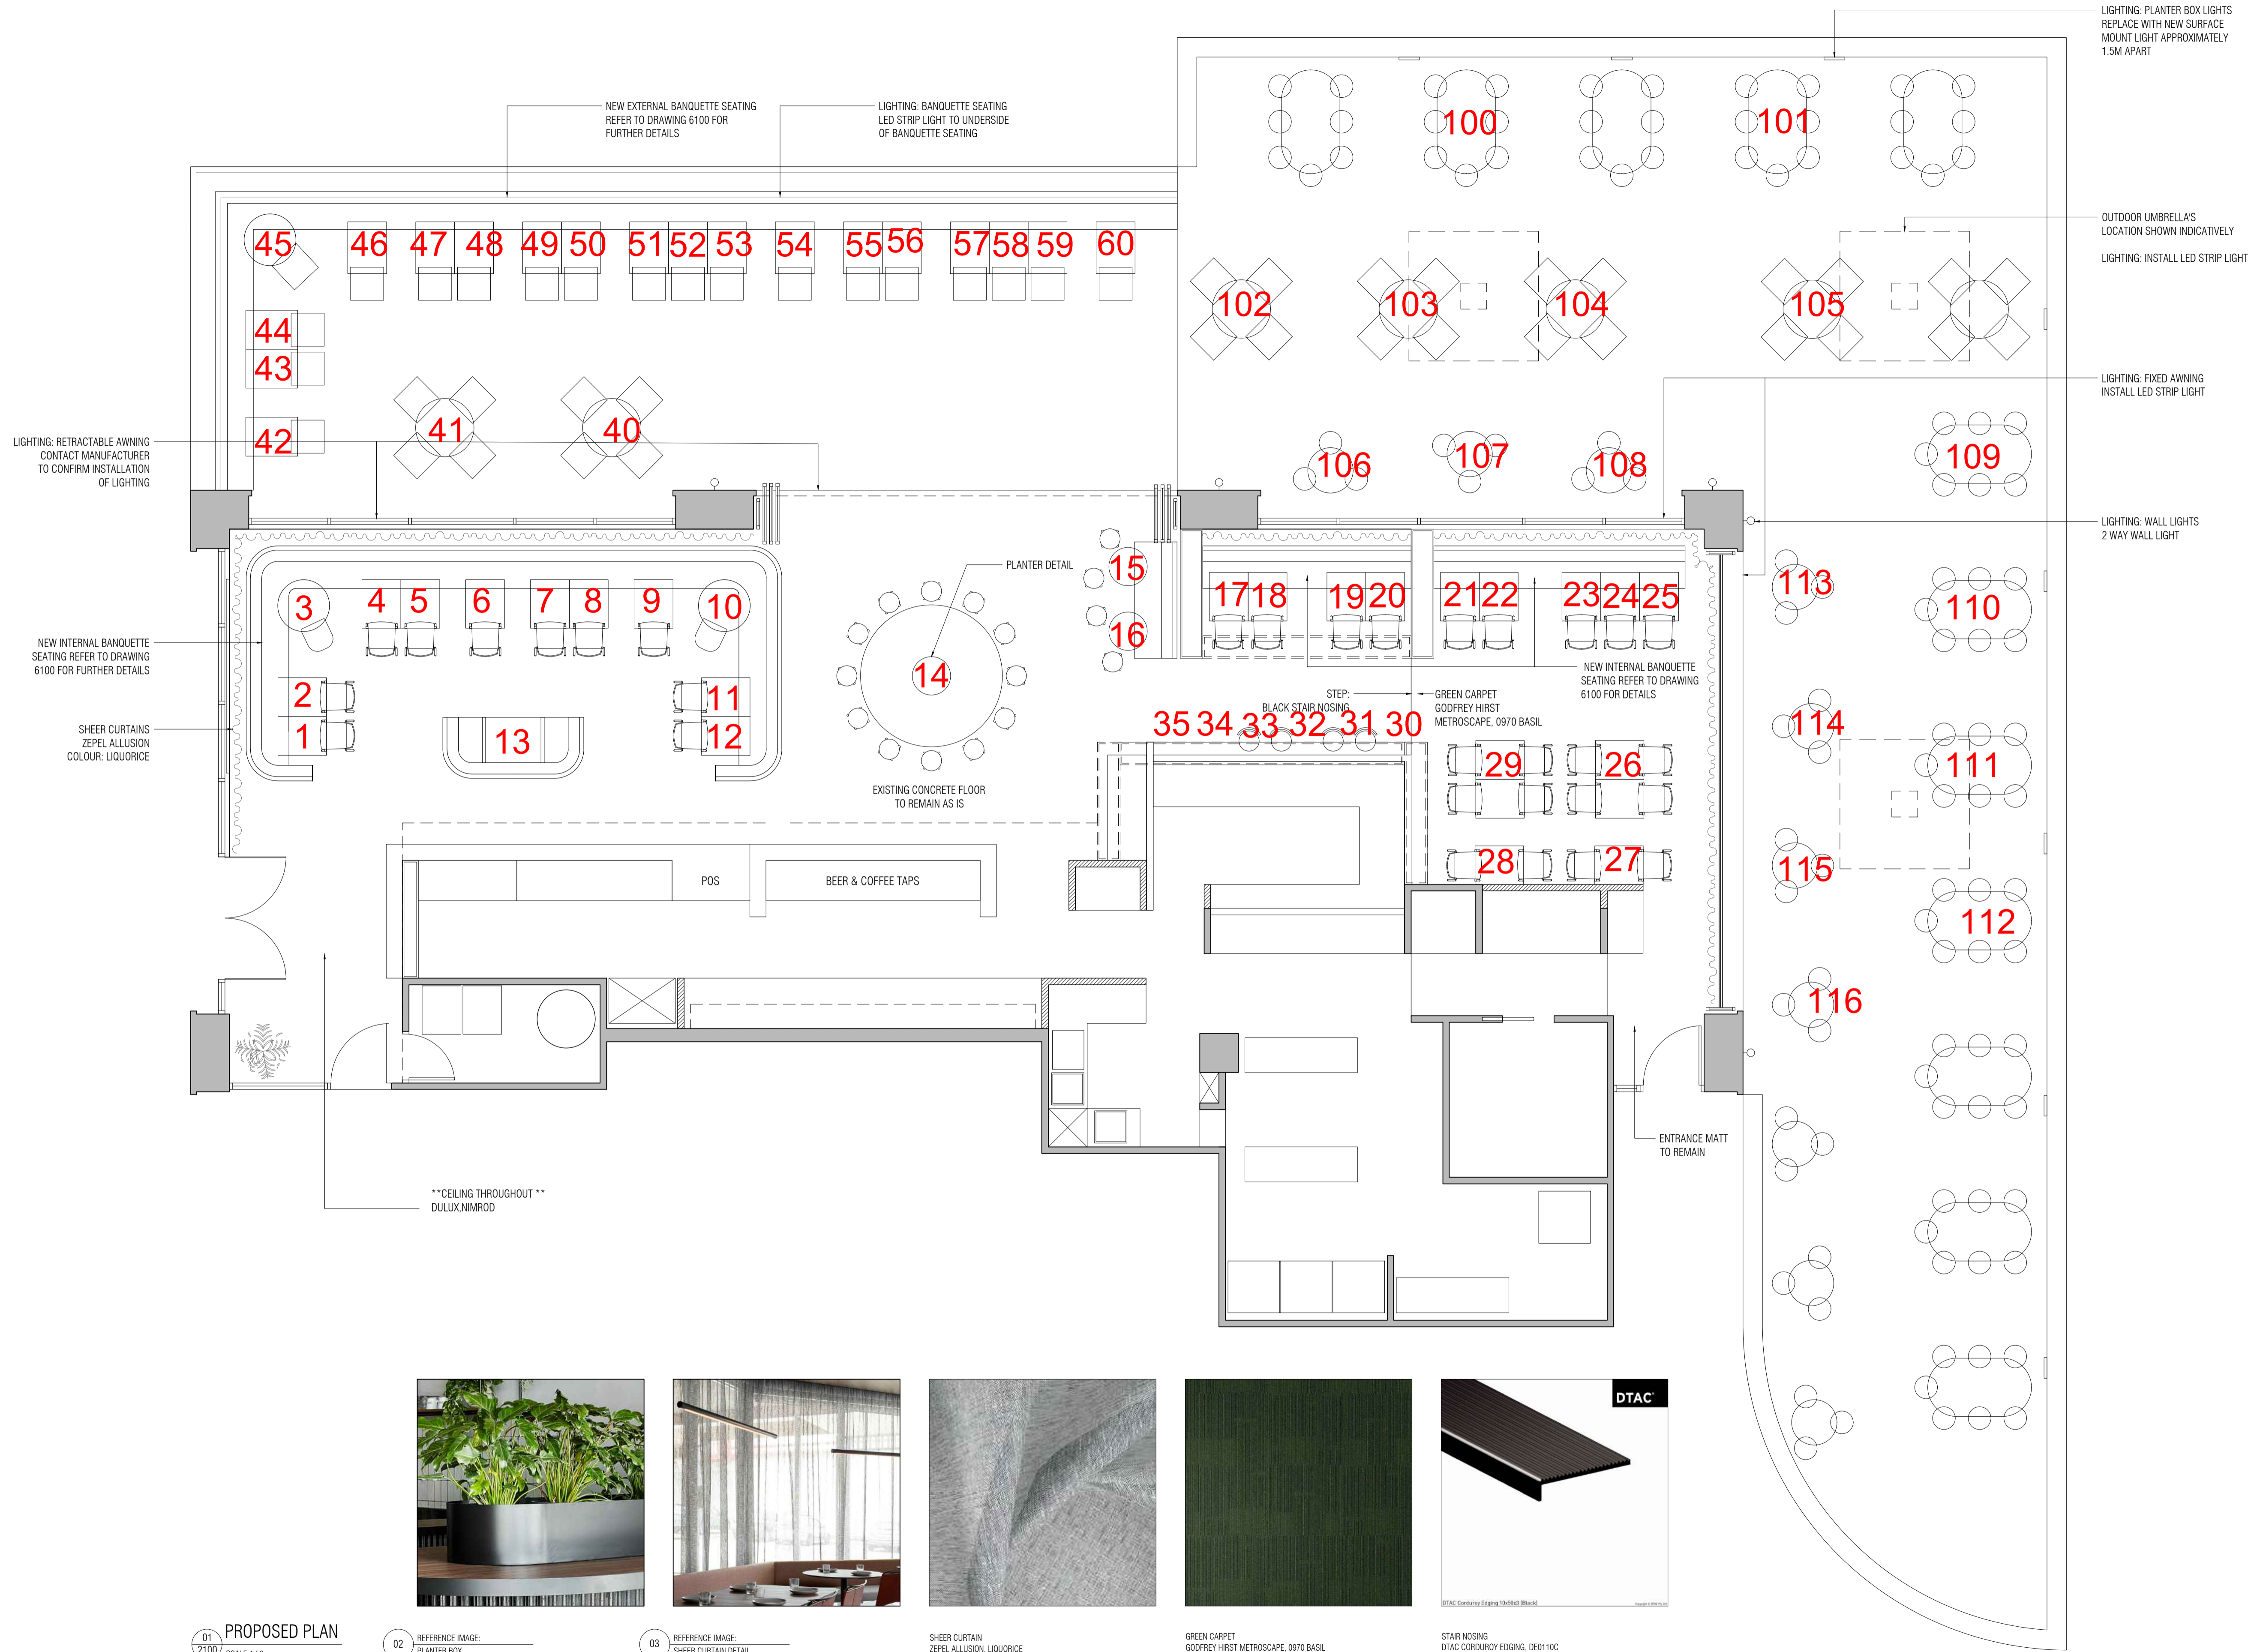 LIGHTING: PLANTER BOX LIGHTS
REPLACE WITH NEW SURFACE
MOUNT LIGHT APPROXIMATELY
1.5M APART
NEW EXTERNAL BANQUETTE SEATING
REFER TO DRAWING 6100 FOR
FURTHER DETAILS
LIGHTING: BANQUETTE SEATING
LED STRIP LIGHT TO UNDERSIDE
OF BANQUETTE SEATING
100
101
OUTDOOR UMBRELLA'S
LOCATION SHOWN INDICATIVELY
LIGHTING: INSTALL LED STRIP LIGHT
45 46 47 48 49 50 51 52 53 54 55 56 57 58 59 60
102 103 104 105
44
43
42
41
40
LIGHTING: FIXED AWNING
INSTALL LED STRIP LIGHT
LIGHTING: RETRACTABLE AWNING
CONTACT MANUFACTURER
TO CONFIRM INSTALLATION
OF LIGHTING
106 107 108
109
LIGHTING: WALL LIGHTS
2 WAY WALL LIGHT
PLANTER DETAIL
3 4 5 6 7 8 9 10
15
16
17 18 19 20 21 22 23 24 25
113
110
NEW INTERNAL BANQUETTE
SEATING REFER TO DRAWING
6100 FOR FURTHER DETAILS
2
1
11
12
13
14
NEW INTERNAL BANQUETTE
SEATING REFER TO DRAWING
6100 FOR DETAILS
STEP:
BLACK STAIR NOSING
GREEN CARPET
GODFREY HIRST
METROSCAPE, 0970 BASIL
SHEER CURTAINS
ZEPEL ALLUSION
COLOUR: LIQUORICE
35 34 33 32 31 30
114
29 26
111
EXISTING CONCRETE FLOOR
TO REMAIN AS IS
28 27
115
POS
BEER & COFFEE TAPS
112
116
ENTRANCE MATT
TO REMAIN
**CEILING THROUGHOUT **
DULUX,NIMROD
DTAC
DTAC Corduroy Edging 10x50x3 (Black)
01
2100
PROPOSED PLAN
02
REFERENCE IMAGE:
PLANTER BOX
03
REFERENCE IMAGE:
SHEER CURTAIN DETAIL
SHEER CURTAIN
ZEPEL ALLUSION, LIQUORICE
GREEN CARPET
GODFREY HIRST METROSCAPE, 0970 BASIL
STAIR NOSING
DTAC CORDUROY EDGING, DE0110C